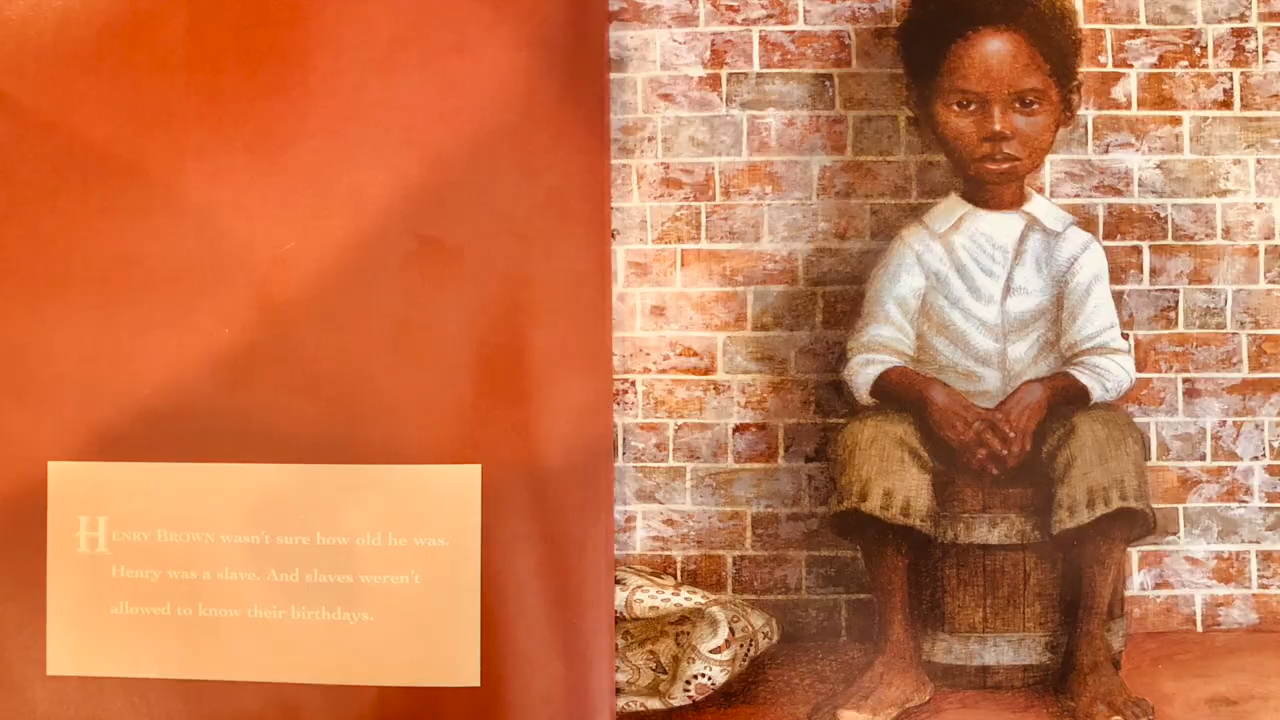 HENRY BROWN wasn't sure how old he was.
Henry was a slave. And slaves weren't
allowed to know their birthdays.